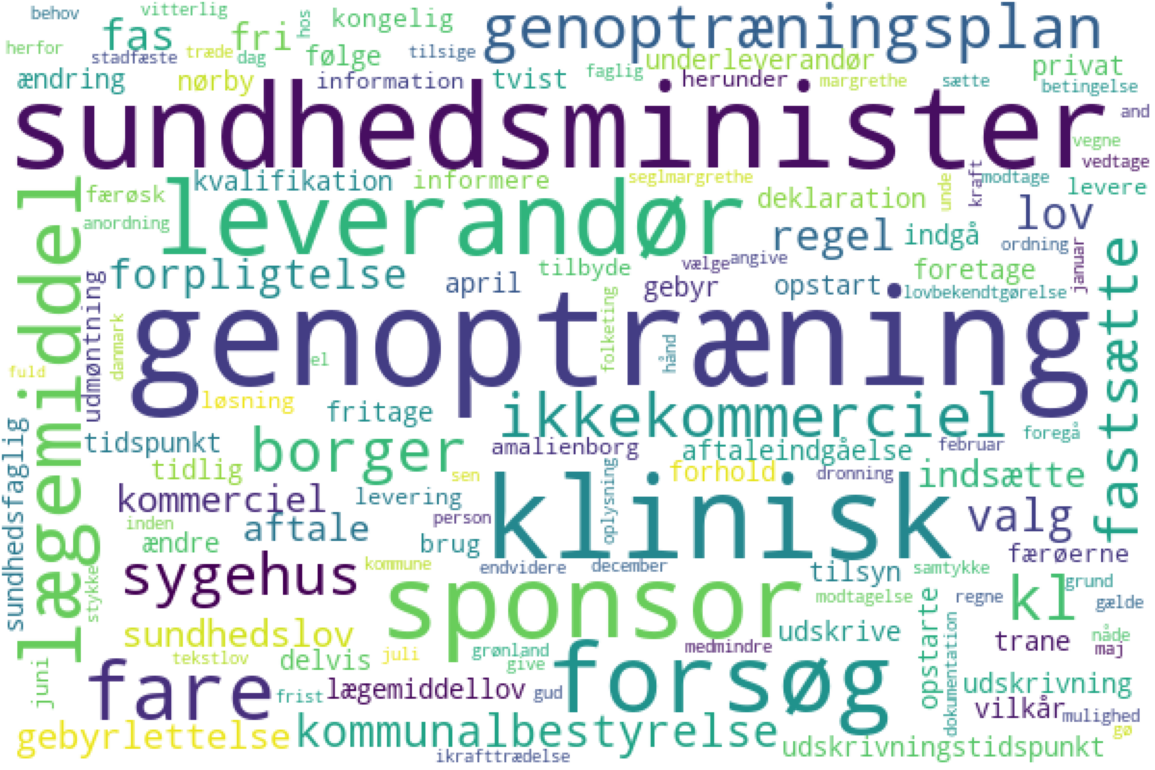 behov vitterlig hos kongelig genoptræningsplan
fas fri
herfor stadfæste træde dag følge tilsige underleverandør
ændring nørby information tvist faglig herunder margrethe sætte privat betingelse
sundhedsminister and
vegne
vedtage
lægemiddel færøsk kvalifikation informere seglmargrethe deklaration unde kraft modtage levere
anordning leverandør regel indgå lov ordning
forpligtelse april tilbyde vælge angive gebyr opstart foretage januar fastsætte
lovbekendtgørelse
udmøntning danmark genoptræning folketing hånd
fuld el
løsning fritage ikkekommerciel
sundhedsfaglig tidspunkt borger amalienborg aftaleindgåelse februar foregå
tidlig sen oplysning forhold dronning indsætte
kommerciel levering klinisk valg
inden aftale person
ændre brug færøerne
stykke sygehus kommune endvidere december tilsyn samtykke grund
sponsor modtagelse opstarte regne kl gælde
sundhedslov udskrive dokumentation trane nåde
juni tekstlov delvis juli grønland medmindre maj
fare frist lægemiddellov give gud forsøg udskrivning
vilkår mulighed
gebyrlettelse kommunalbestyrelse udskrivningstidspunkt gø
ikrafttrædelse